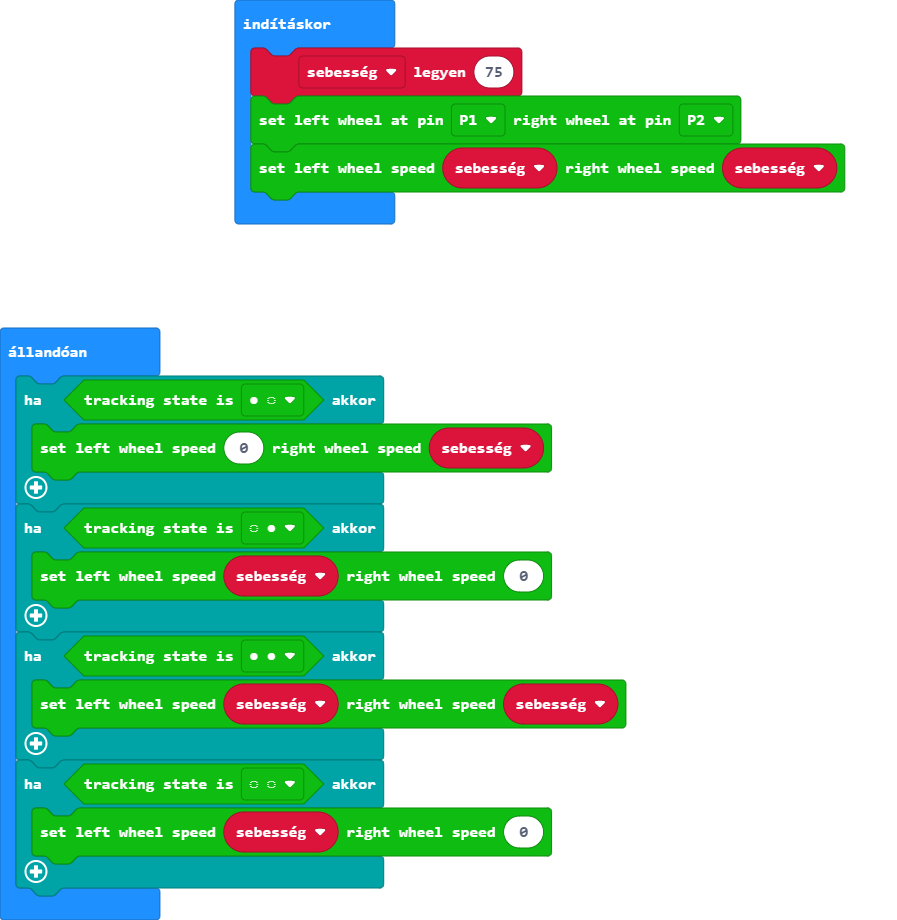 indításkor
sebesség legyen 75
set left wheel at pin P1 right wheel at pin P2
set left wheel speed sebesség right wheel speed sebesség
állandóan
ha tracking state is ● ◌ akkor
set left wheel speed 0 right wheel speed sebesség
ha tracking state is ◌ ● akkor
set left wheel speed sebesség right wheel speed 0
ha tracking state is ● ● akkor
set left wheel speed sebesség right wheel speed sebesség
ha tracking state is ◌ ◌ akkor
set left wheel speed sebesség right wheel speed 0